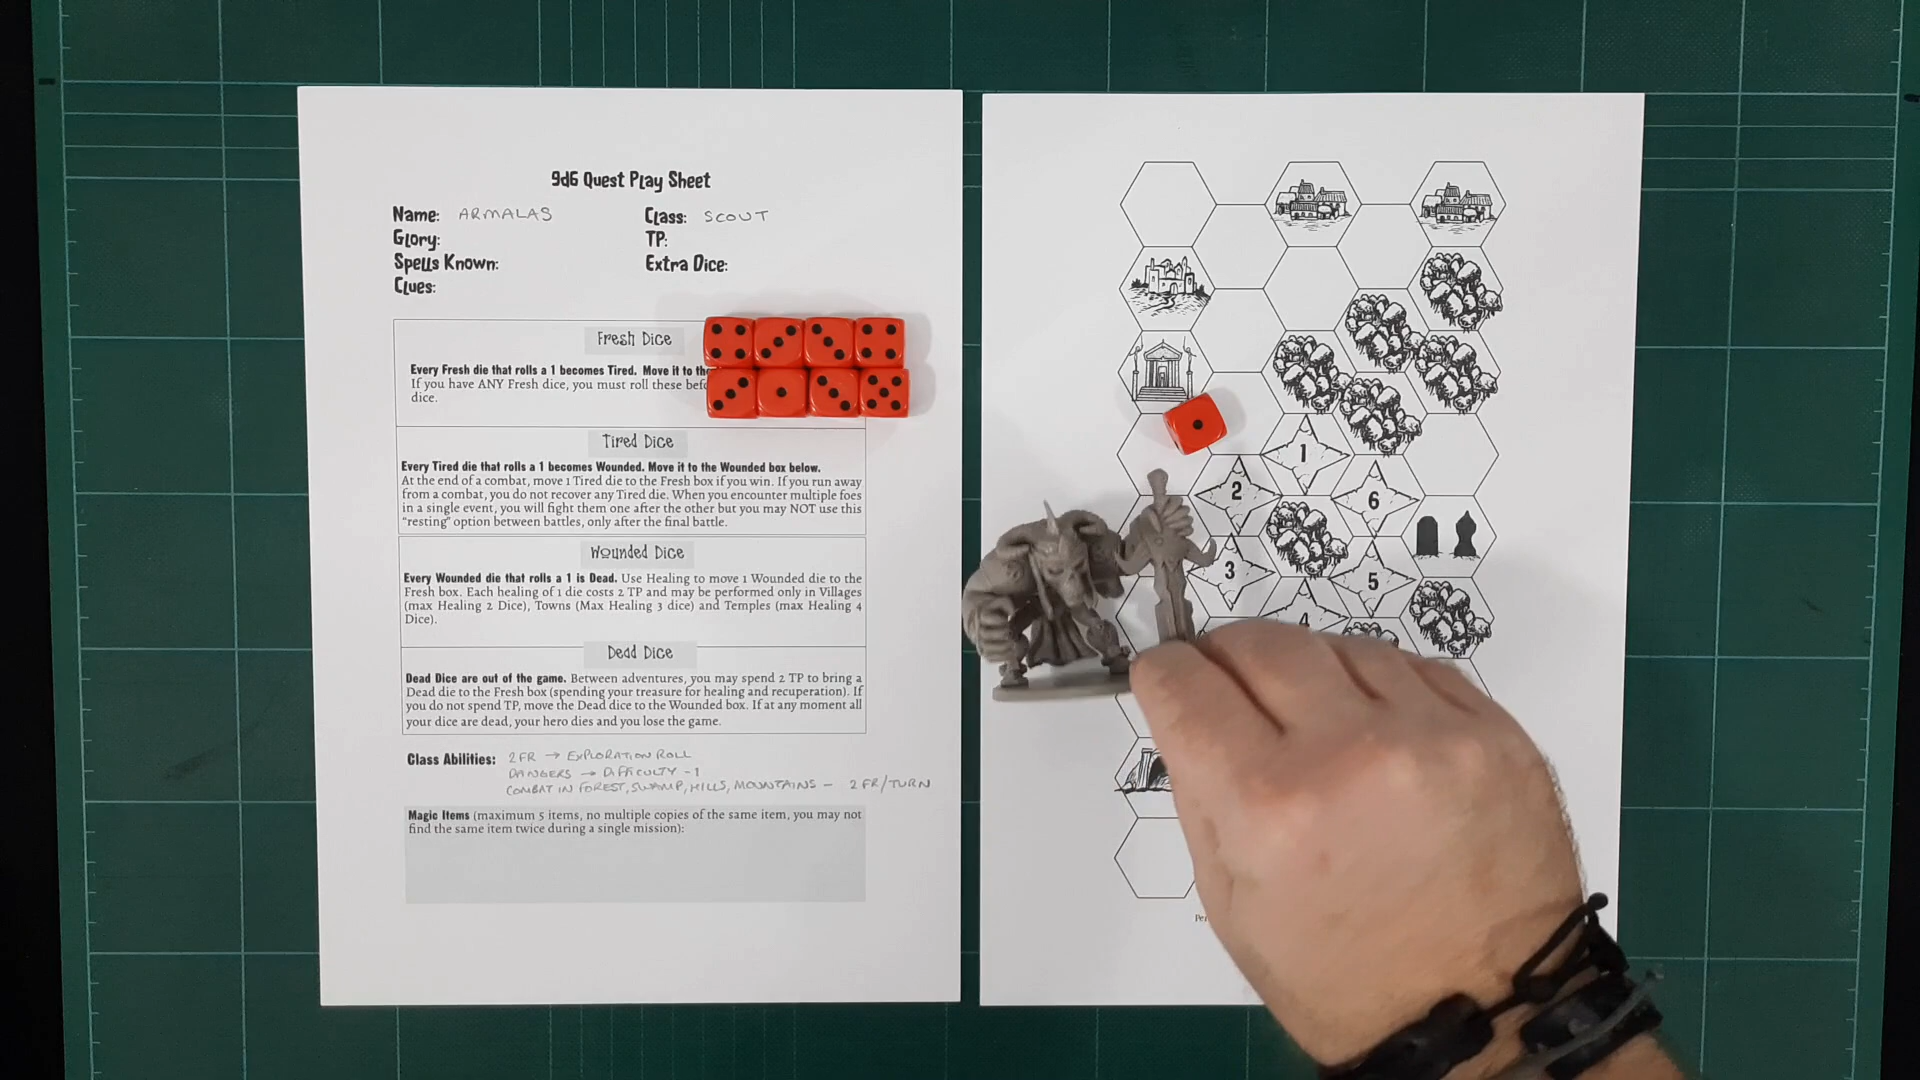 9d6 Quest Play Sheet
Name: ARMALAS Class: SCOUT
Glory: TP:
Spells Known: Extra Dice:
Clues:
Fresh Dice
Every Fresh die that rolls a 1 becomes Tired. Move it to
If you have ANY Fresh dice, you must roll these
dice.
Tired Dice
Every Tired die that rolls a 1 becomes Wounded. Move it to the Wounded box below.
At the end of a combat, move 1 Tired die to the Fresh box if you win. If you run away
from a combat, you do not recover any Tired die. When you encounter multiple foes
in a single event, you will fight them one after the other but you may NOT use this
"resting" option between battles, only after the final battle.
Wounded Dice
Every Wounded die that rolls a 1 is Dead. Use Healing to move 1 Wounded die to the
Fresh box. Each healing of 1 die costs 2 TP and may be performed only in Villages
(max Healing 2 Dice), Towns (Max Healing 3 dice) and Temples (max Healing 4
Dice).
Dead Dice
Dead Dice are out of the game. Between adventures, you may spend 2 TP to bring a
Dead die to the Fresh box (spending your treasure for healing and recuperation). If
you do not spend TP, move the Dead dice to the Wounded box. If at any moment all
your dice are dead, your hero dies and you lose the game.
Class Abilities: 2FR → EXPLORATION ROLL
DANGERS → DIFFICULTY -1
COMBAT IN FOREST, SWAMP, HILLS, MOUNTAINS - 2 FR/TURN
Magic Items (maximum 5 items, no multiple copies of the same item, you may not
find the same item twice during a single mission):
1
2
6
3
5
4